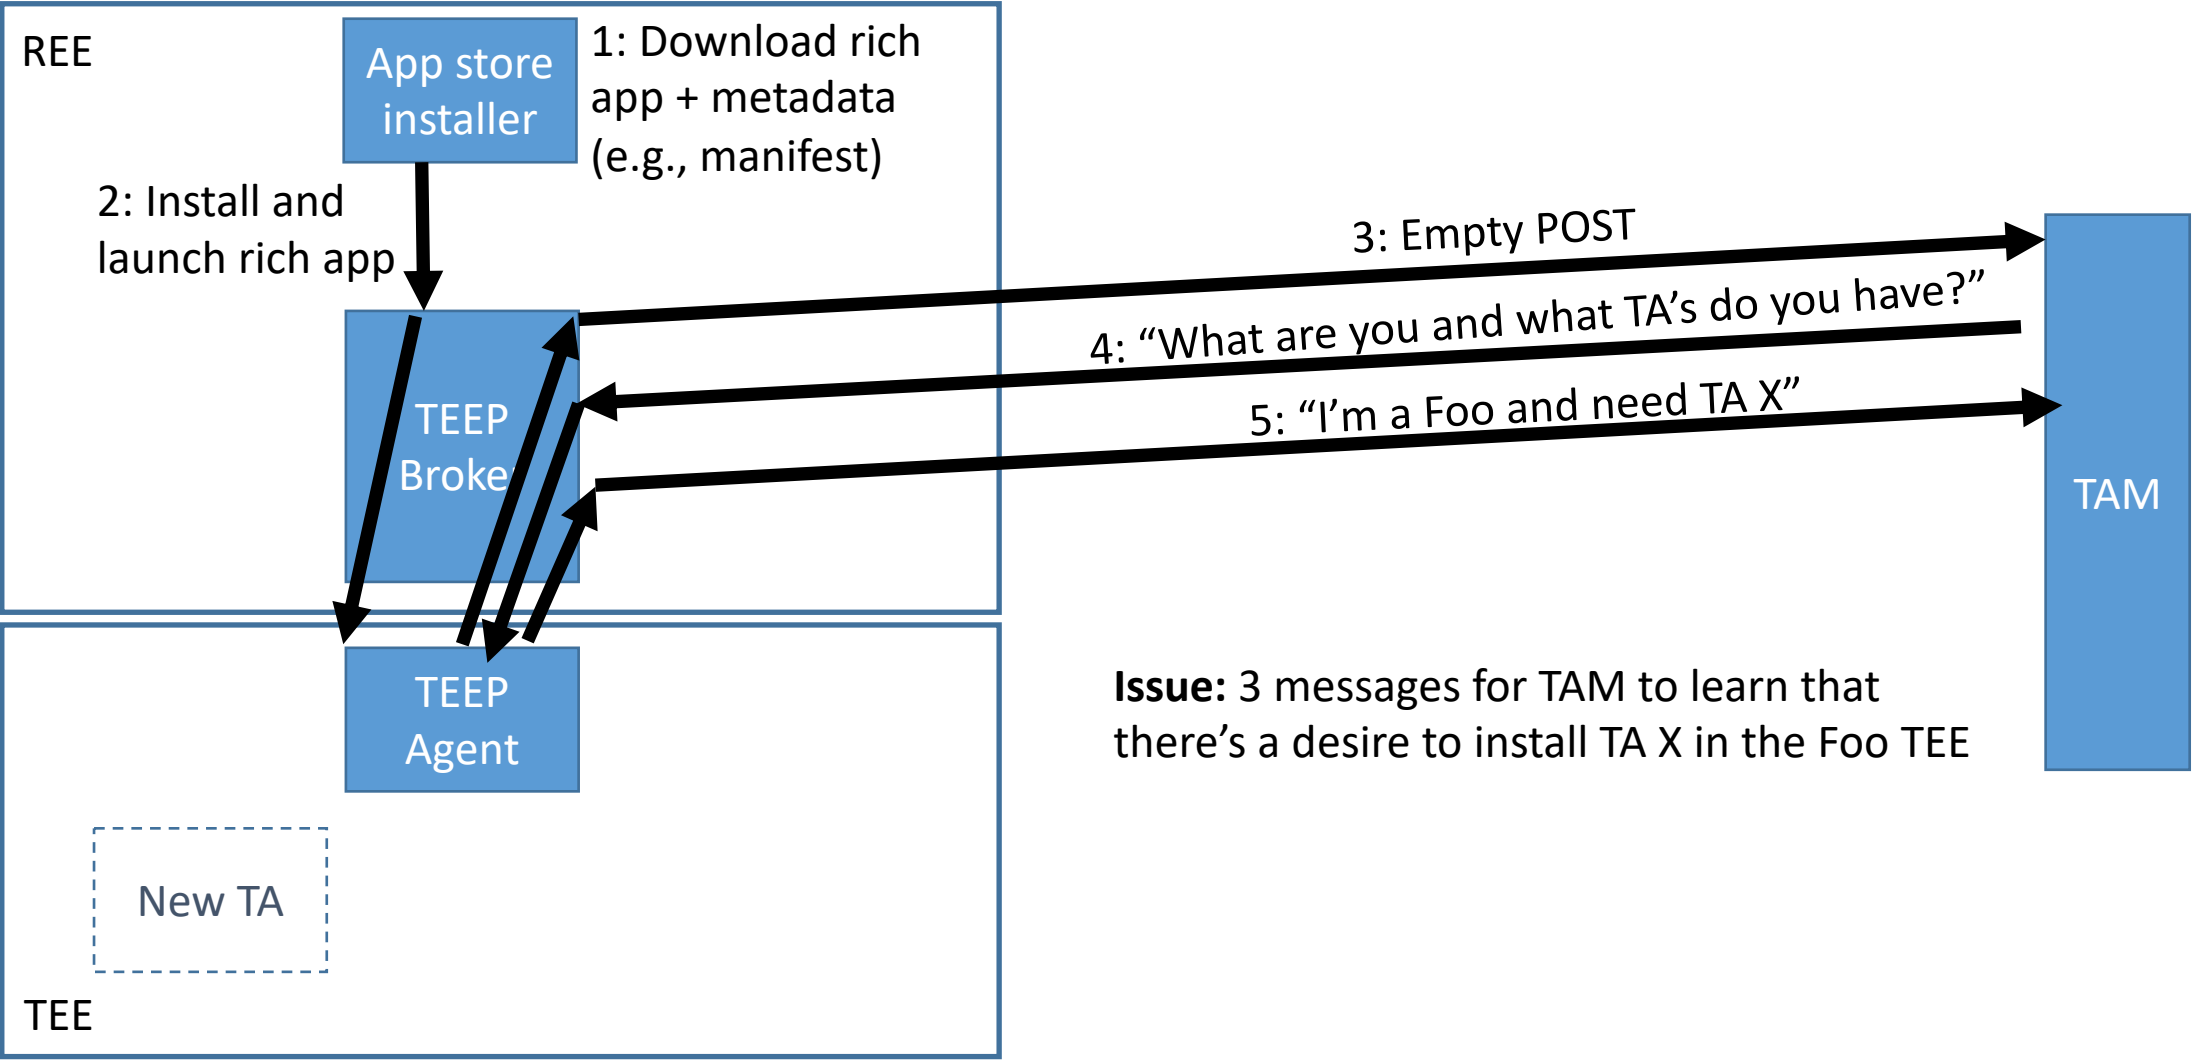 REE
App store
installer
1: Download rich
app + metadata
(e.g., manifest)
2: Install and
launch rich app
3: Empty POST
4: “What are you and what TA’s do you have?”
5: “I’m a Foo and need TA X”
TEEP
Broker
TAM
TEEP
Agent
Issue: 3 messages for TAM to learn that
there’s a desire to install TA X in the Foo TEE
New TA
TEE